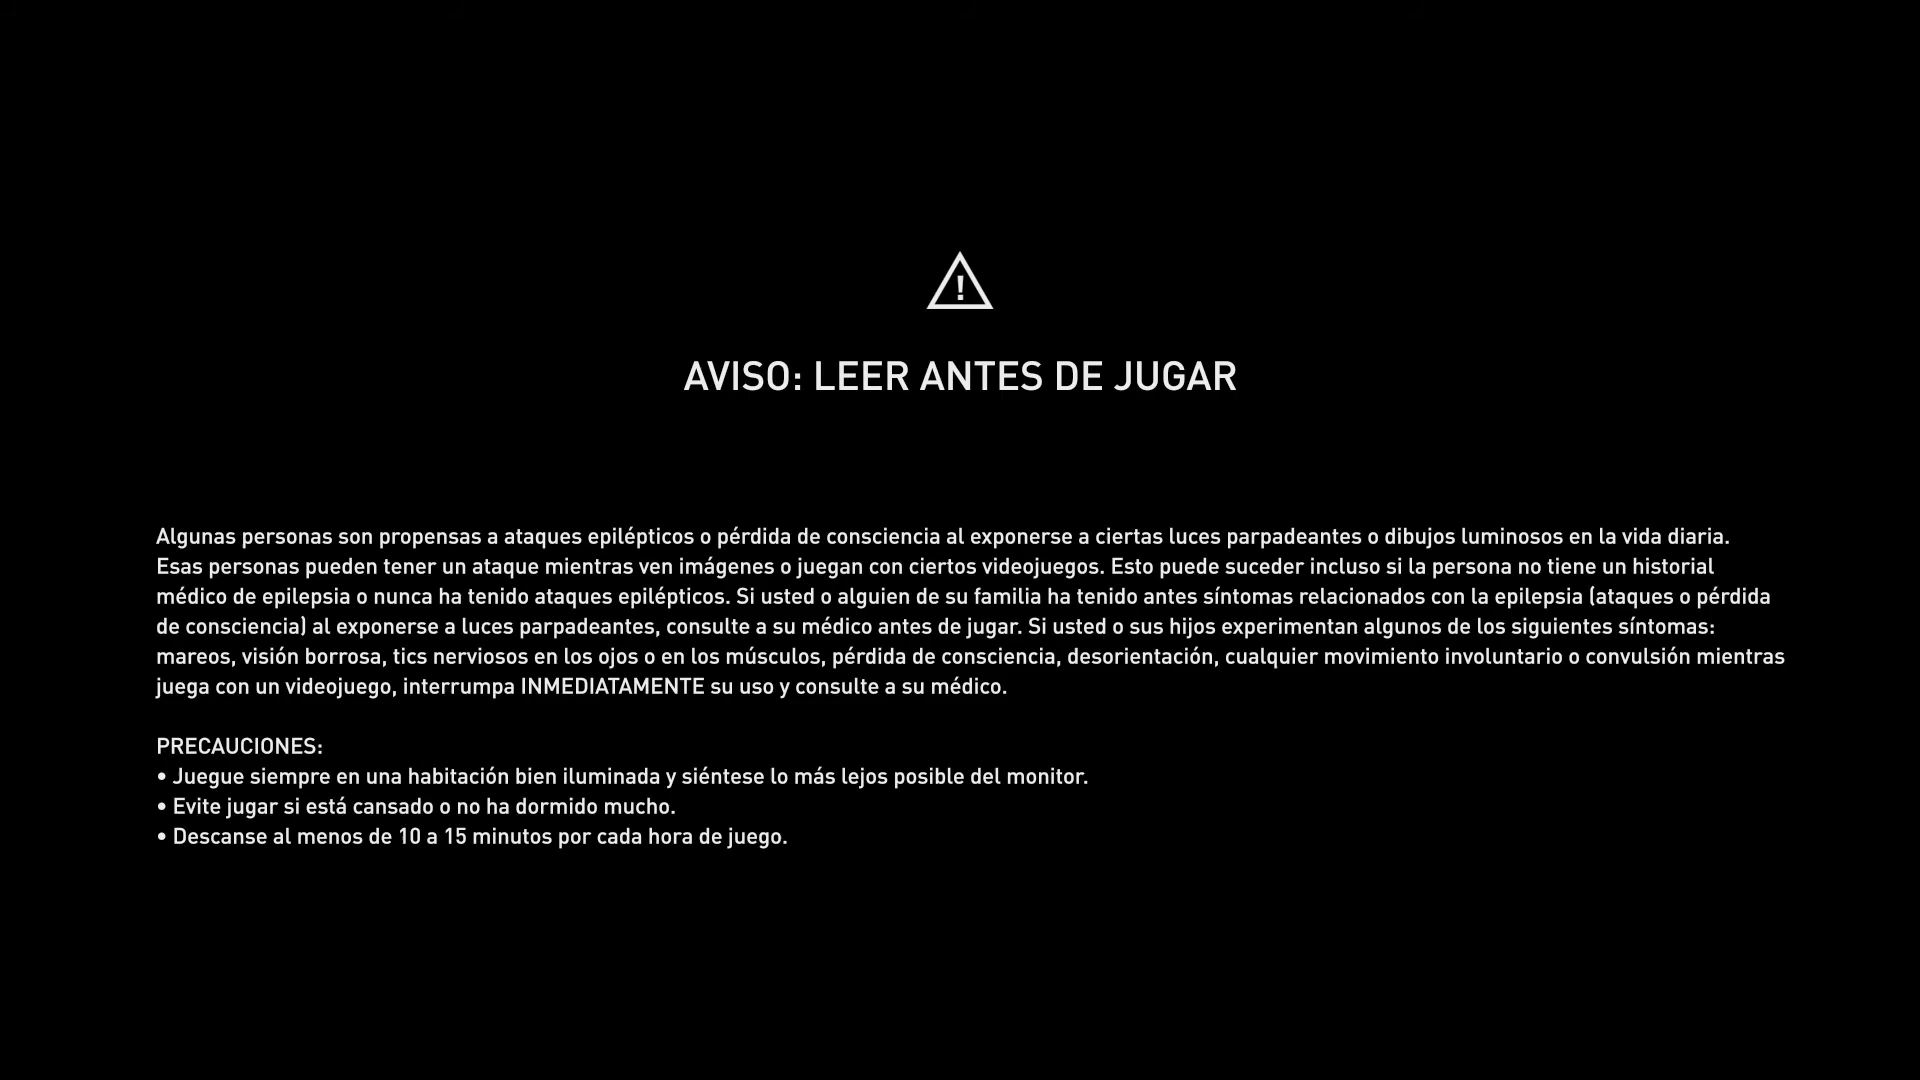 !
AVISO: LEER ANTES DE JUGAR
Algunas personas son propensas a ataques epilépticos o pérdida de consciencia al exponerse a ciertas luces parpadeantes o dibujos luminosos en la vida diaria.
Esas personas pueden tener un ataque mientras ven imágenes o juegan con ciertos videojuegos. Esto puede suceder incluso si la persona no tiene un historial
médico de epilepsia o nunca ha tenido ataques epilépticos. Si usted o alguien de su familia ha tenido antes síntomas relacionados con la epilepsia (ataques o pérdida
de consciencia) al exponerse a luces parpadeantes, consulte a su médico antes de jugar. Si usted o sus hijos experimentan algunos de los siguientes síntomas:
mareos, visión borrosa, tics nerviosos en los ojos o en los músculos, pérdida de consciencia, desorientación, cualquier movimiento involuntario o convulsión mientras
juega con un videojuego, interrumpa INMEDIATAMENTE su uso y consulte a su médico.
PRECAUCIONES:
• Juegue siempre en una habitación bien iluminada y siéntese lo más lejos posible del monitor.
• Evite jugar si está cansado o no ha dormido mucho.
• Descanse al menos de 10 a 15 minutos por cada hora de juego.